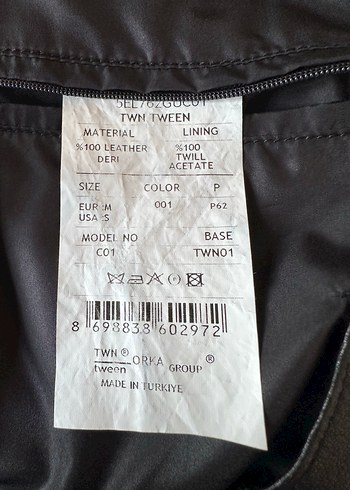 5EL762GUC01
TWN TWEEN
MATERIAL LINING
%100 LEATHER %100
DERI TWILL
ACETATE
SIZE COLOR P
EUR :M 001 P62
USA :S
MODEL NO BASE
C01 TWN01
8 698838 602972
TWN® ORKA GROUP®
tween
MADE IN TURKIYE